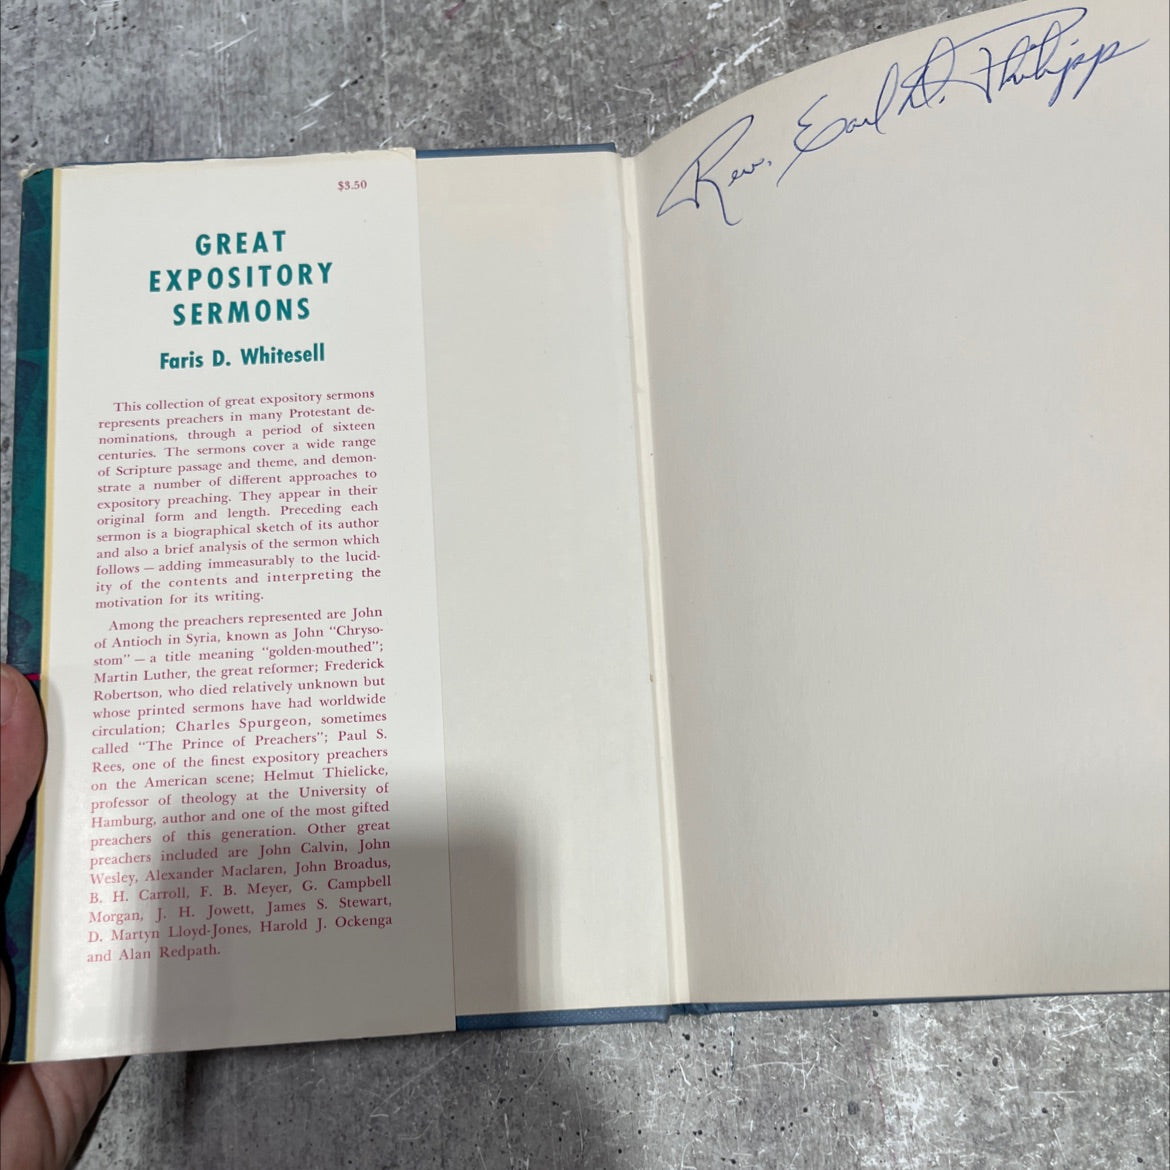 $3.50
GREAT
EXPOSITORY
SERMONS
Faris D. Whitesell
This collection of great expository sermons
represents preachers in many Protestant de-
nominations, through a period of sixteen
centuries. The sermons cover a wide range
of Scripture passage and theme, and demon-
strate a number of different approaches to
expository preaching. They appear in their
original form and length. Preceding each
sermon is a biographical sketch of its author
and also a brief analysis of the sermon which
follows — adding immeasurably to the lucid-
ity of the contents and interpreting the
motivation for its writing.
Among the preachers represented are John
of Antioch in Syria, known as John "Chryso-
stom" — a title meaning "golden-mouthed";
Martin Luther, the great reformer; Frederick
Robertson, who died relatively unknown but
whose printed sermons have had worldwide
circulation; Charles Spurgeon, sometimes
called "The Prince of Preachers"; Paul S.
Rees, one of the finest expository preachers
on the American scene; Helmut Thielicke,
professor of theology at the University of
Hamburg, author and one of the most gifted
preachers of this generation. Other great
preachers included are John Calvin, John
Wesley, Alexander Maclaren, John Broadus,
B. H. Carroll, F. B. Meyer, G. Campbell
Morgan, J. H. Jowett, James S. Stewart,
D. Martyn Lloyd-Jones, Harold J. Ockenga
and Alan Redpath.
Rev. Earl D. Philipp